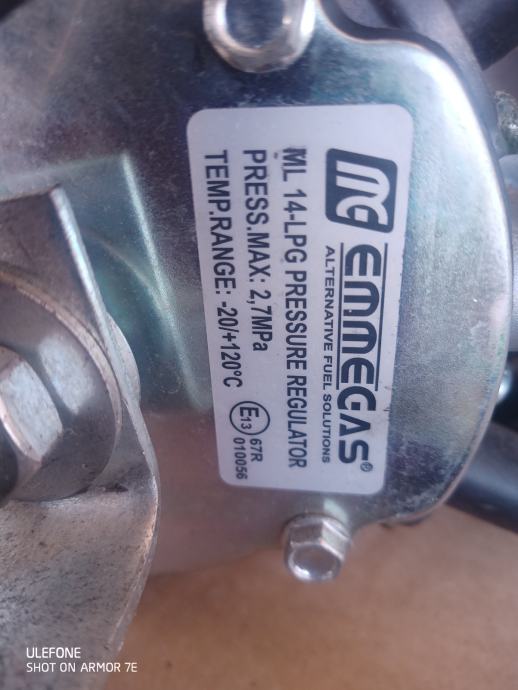 EMMEGAS®
ALTERNATIVE FUEL SOLUTIONS
ML 14-LPG PRESSURE REGULATOR
PRESS.MAX: 2,7MPa
TEMP.RANGE: -20/+120°C
E13 67R
010056
ULEFONE
SHOT ON ARMOR 7E